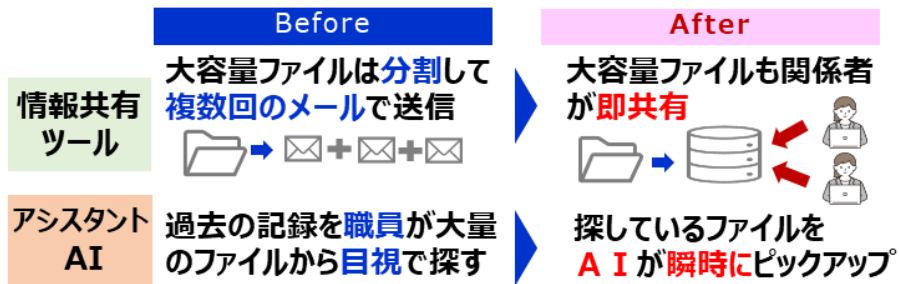 Before
After
情報共有
ツール
大容量ファイルは分割して
複数回のメールで送信
大容量ファイルも関係者
が即共有
アシスタント
AI
過去の記録を職員が大量
のファイルから目視で探す
探しているファイルを
ＡＩが瞬時にピックアップ